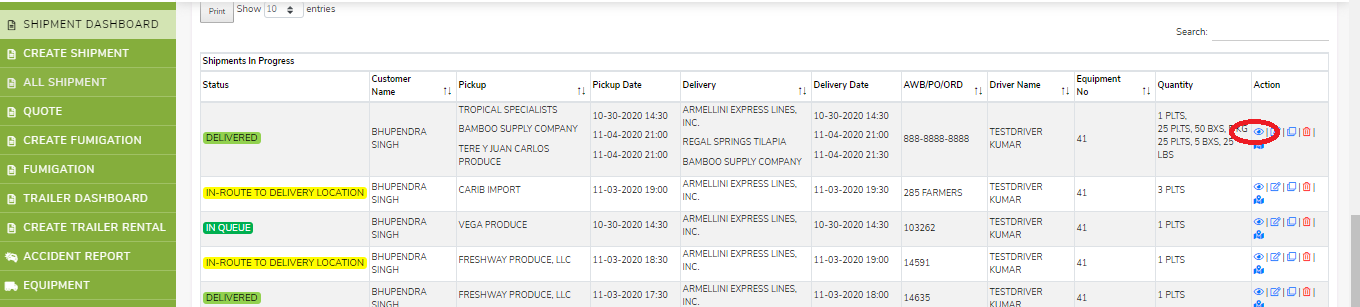 SHIPMENT DASHBOARD
CREATE SHIPMENT
ALL SHIPMENT
QUOTE
CREATE FUMIGATION
FUMIGATION
TRAILER DASHBOARD
CREATE TRAILER RENTAL
ACCIDENT REPORT
EQUIPMENT
Print Show 10 entries
Search:
Shipments In Progress
Status Customer Name Pickup Pickup Date Delivery Delivery Date AWB/PO/ORD Driver Name Equipment No Quantity Action
DELIVERED
BHUPENDRA
SINGH
TROPICAL SPECIALISTS
BAMBOO SUPPLY COMPANY
TERE Y JUAN CARLOS
PRODUCE
10-30-2020 14:30
11-04-2020 21:00
11-04-2020 21:00
ARMELLINI EXPRESS LINES,
INC.
REGAL SPRINGS TILAPIA
BAMBOO SUPPLY COMPANY
10-30-2020 14:30
11-04-2020 21:00
11-04-2020 21:30
888-8888-8888
TESTDRIVER
KUMAR
41
1 PLTS,
25 PLTS, 50 BXS, KG
25 PLTS, 5 BXS, 25
LBS
IN-ROUTE TO DELIVERY LOCATION
BHUPENDRA
SINGH
CARIB IMPORT
11-03-2020 19:00
ARMELLINI EXPRESS LINES,
INC.
11-03-2020 19:30
285 FARMERS
TESTDRIVER
KUMAR
41
3 PLTS
IN QUEUE
BHUPENDRA
SINGH
VEGA PRODUCE
10-30-2020 14:30
ARMELLINI EXPRESS LINES,
INC.
10-30-2020 14:30
103262
TESTDRIVER
KUMAR
41
1 PLTS
IN-ROUTE TO DELIVERY LOCATION
BHUPENDRA
SINGH
FRESHWAY PRODUCE, LLC
11-03-2020 18:30
ARMELLINI EXPRESS LINES,
INC.
11-03-2020 19:00
14591
TESTDRIVER
KUMAR
41
1 PLTS
DELIVERED
BHUPENDRA
SINGH
FRESHWAY PRODUCE, LLC
11-03-2020 17:30
ARMELLINI EXPRESS LINES,
INC.
11-03-2020 18:00
14635
TESTDRIVER
KUMAR
41
1 PLTS